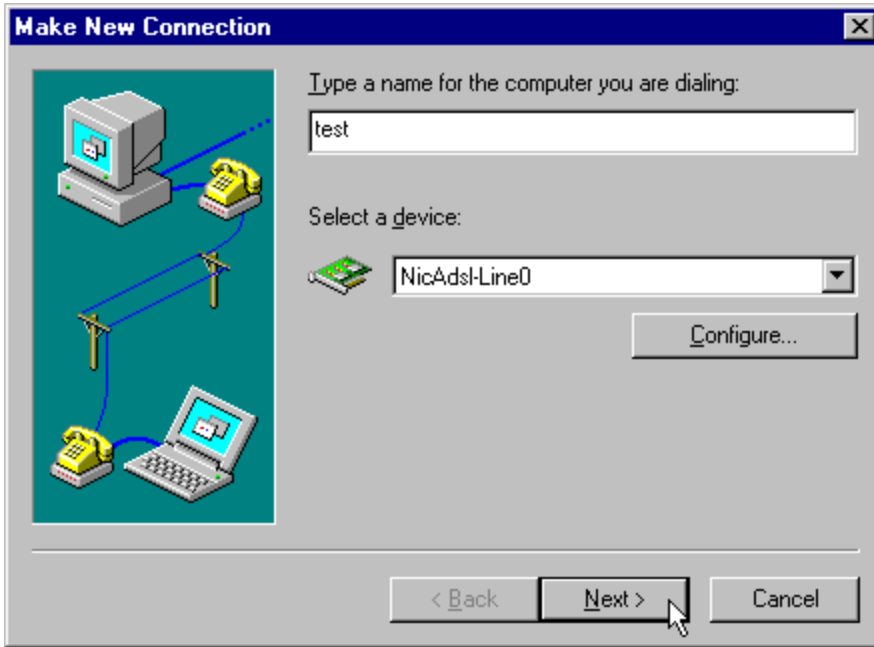 Make New Connection
Type a name for the computer you are dialing:
test
Select a device:
NicAdsl-Line0
Configure...
< Back Next > Cancel